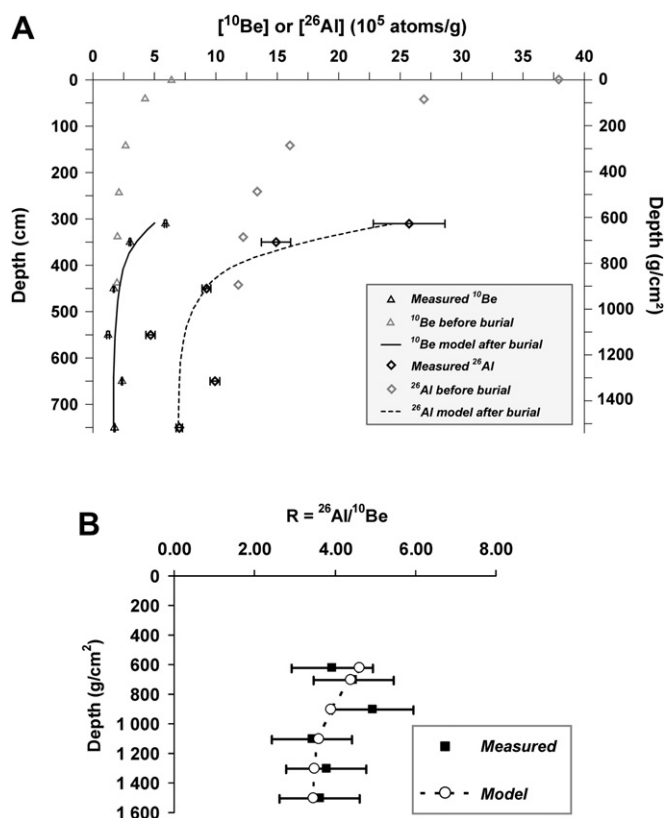 A
[10Be] or [26Al] (10^5 atoms/g)
0 5 10 15 20 25 30 35 40
0 0
100 200
200 400
300 600
400 800
500 1000
600 1200
700 1400
Depth (cm)
Depth (g/cm²)
Measured ¹⁰Be
¹⁰Be before burial
¹⁰Be model after burial
Measured ²⁶Al
²⁶Al before burial
²⁶Al model after burial
B
R = ²⁶Al/¹⁰Be
0.00 2.00 4.00 6.00 8.00
0
200
400
600
800
1 000
1 200
1 400
1 600
Depth (g/cm²)
Measured
Model